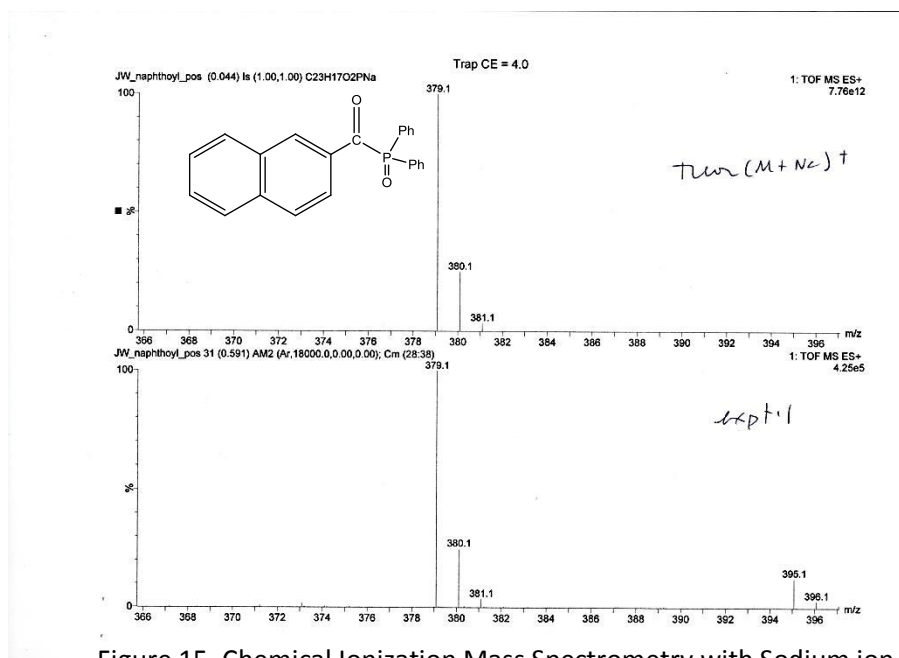 Trap CE = 4.0
JW_naphthoyl_pos (0.044) Is (1.00,1.00) C23H17O2PNa
1: TOF MS ES+
7.76e12
100
379.1
O
C
Ph
P
Ph
O
(M + Na)+
%
380.1
381.1
0
366 368 370 372 374 376 378 380 382 384 386 388 390 392 394 396 m/z
JW_naphthoyl_pos 31 (0.591) AM2 (Ar,18000.0,0.00,0.00); Cm (28:38)
1: TOF MS ES+
4.25e5
100
379.1
expt'l
%
380.1
381.1
395.1
396.1
0
366 368 370 372 374 376 378 380 382 384 386 388 390 392 394 396 m/z
Figure 15. Chemical Ionization Mass Spectrometry with Sodium ion